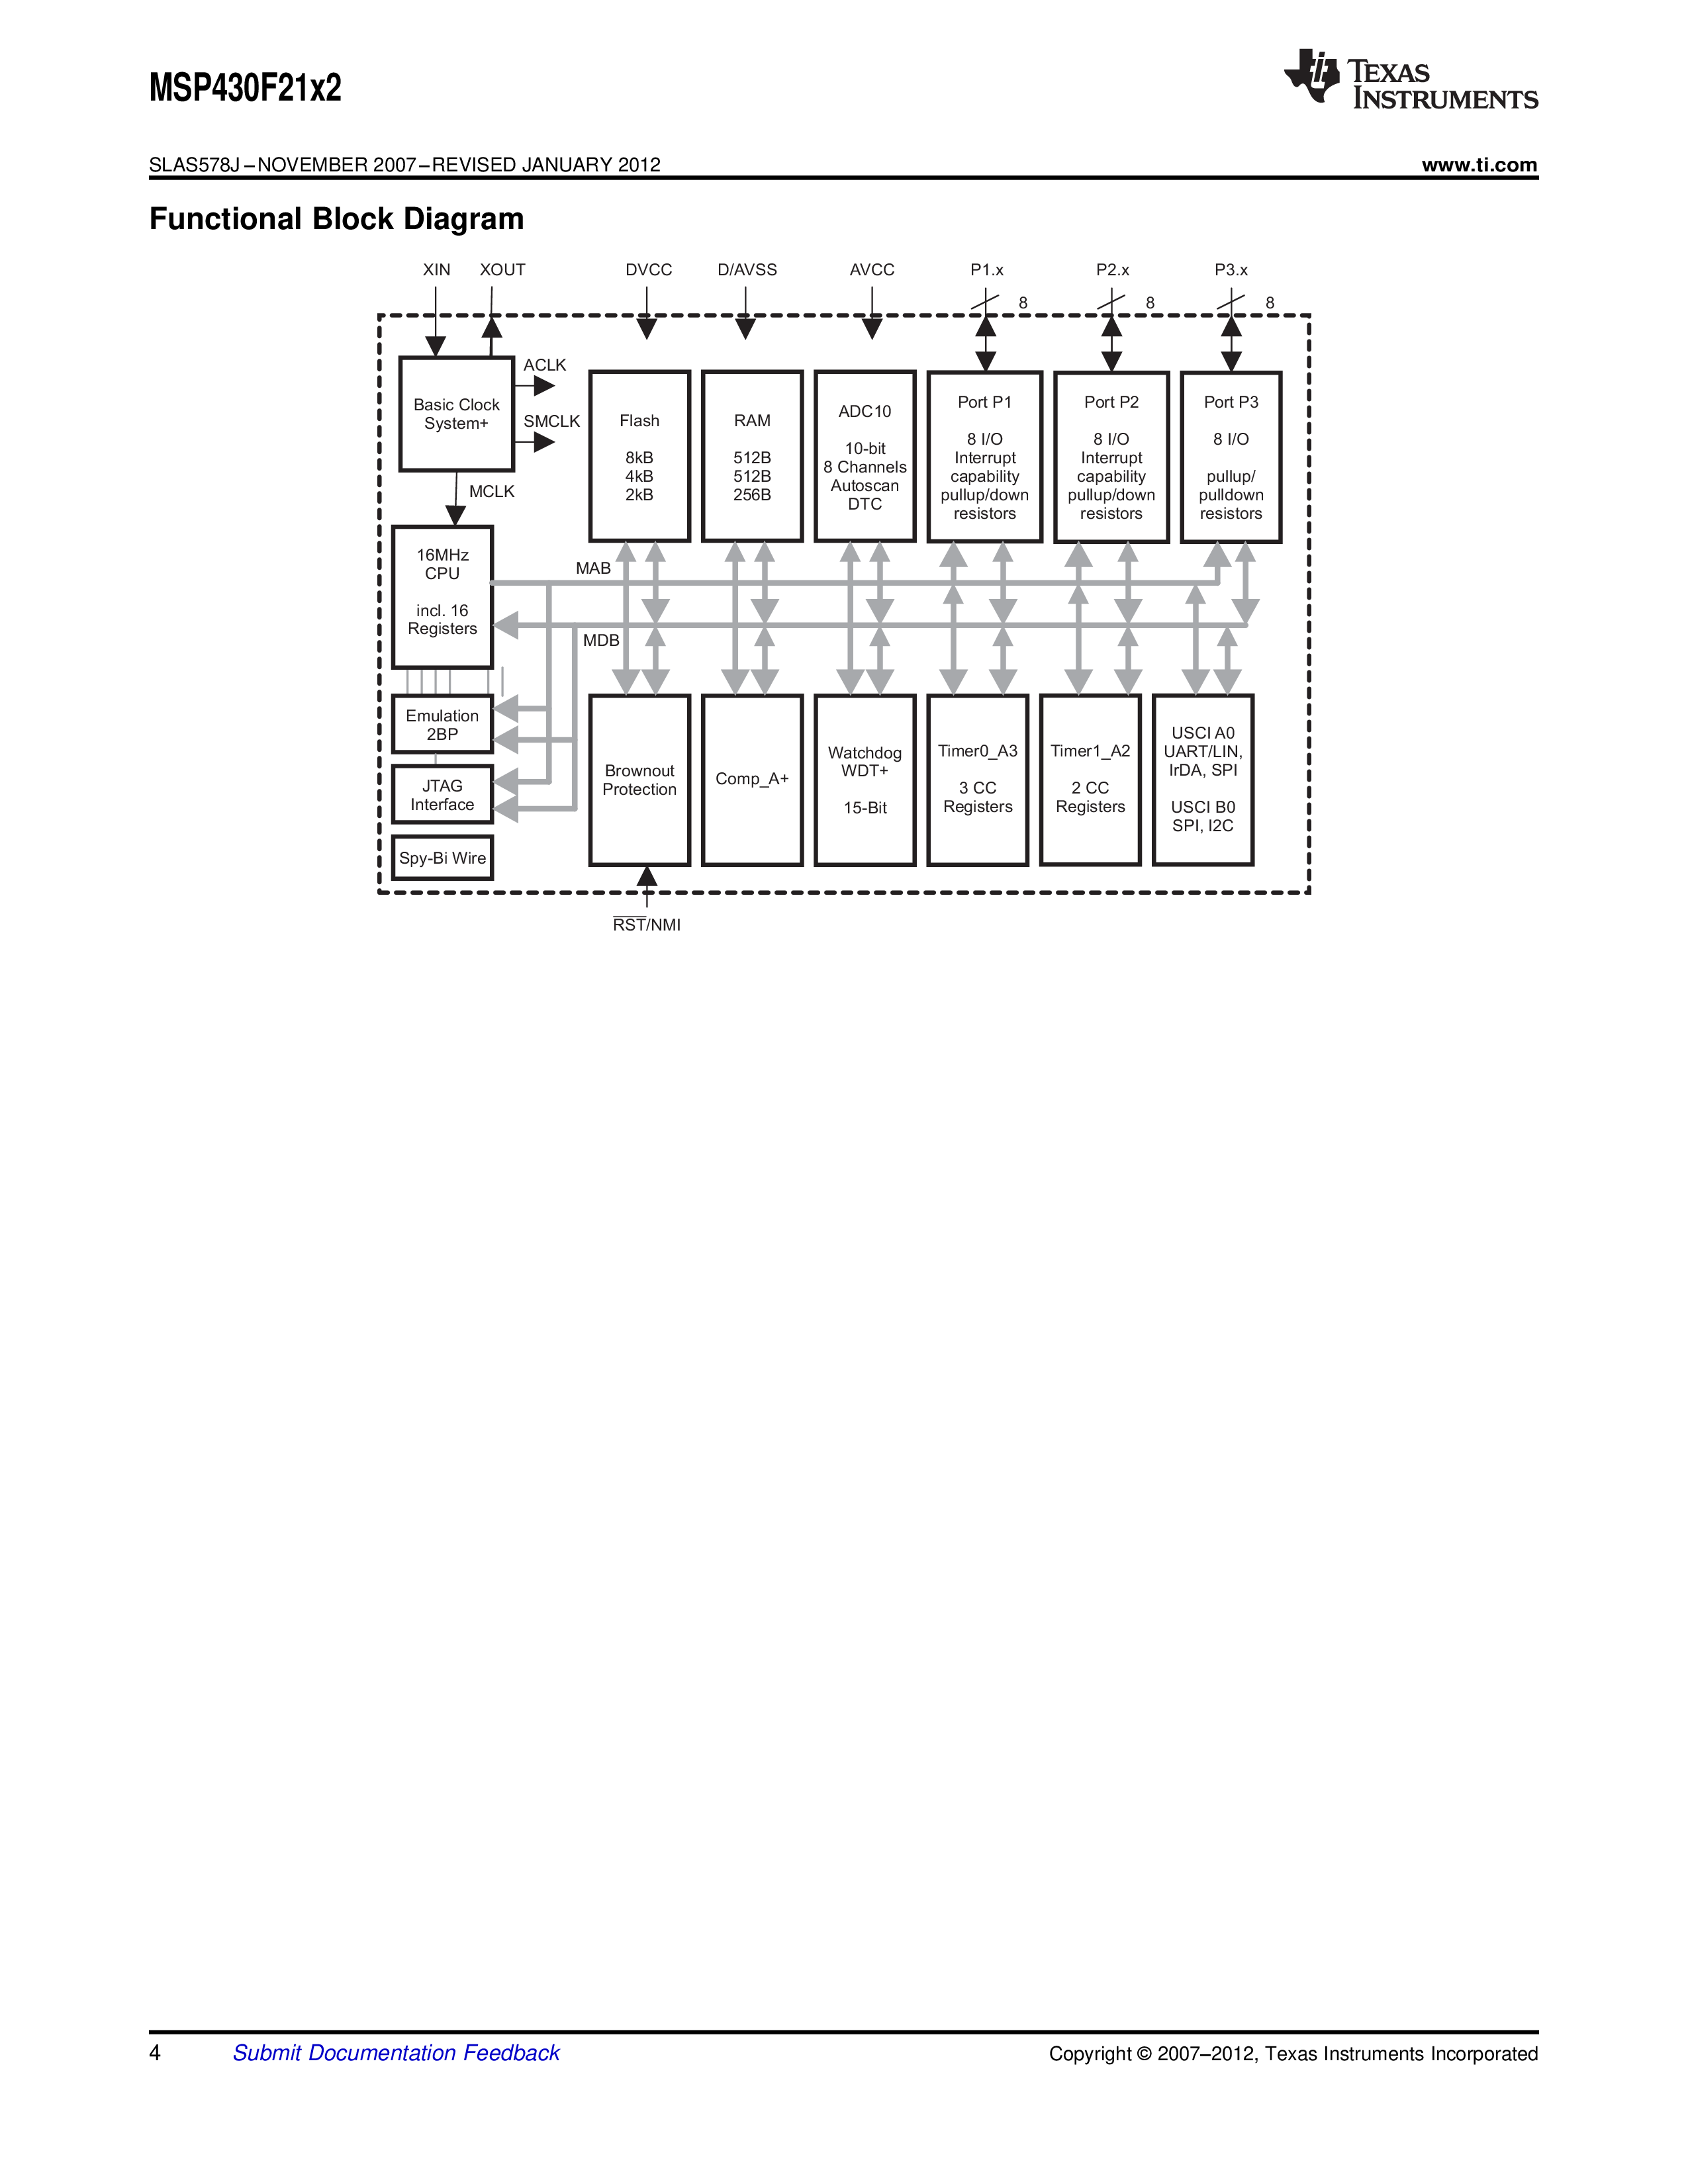 MSP430F21x2
TEXAS
INSTRUMENTS
SLAS578J – NOVEMBER 2007 – REVISED JANUARY 2012
www.ti.com
Functional Block Diagram
XIN
XOUT
DVCC
D/AVSS
AVCC
P1.x
P2.x
P3.x
8
8
8
Basic Clock
System+
ACLK
SMCLK
MCLK
Flash
8kB
4kB
2kB
RAM
512B
512B
256B
ADC10
10-bit
8 Channels
Autoscan
DTC
Port P1
8 I/O
Interrupt
capability
pullup/down
resistors
Port P2
8 I/O
Interrupt
capability
pullup/down
resistors
Port P3
8 I/O
pullup/
pulldown
resistors
16MHz
CPU
incl. 16
Registers
MAB
MDB
Emulation
2BP
JTAG
Interface
Spy-Bi Wire
Brownout
Protection
Comp_A+
Watchdog
WDT+
15-Bit
Timer0_A3
3 CC
Registers
Timer1_A2
2 CC
Registers
USCI A0
UART/LIN,
IrDA, SPI
USCI B0
SPI, I2C
RST/NMI
4
Submit Documentation Feedback
Copyright © 2007–2012, Texas Instruments Incorporated